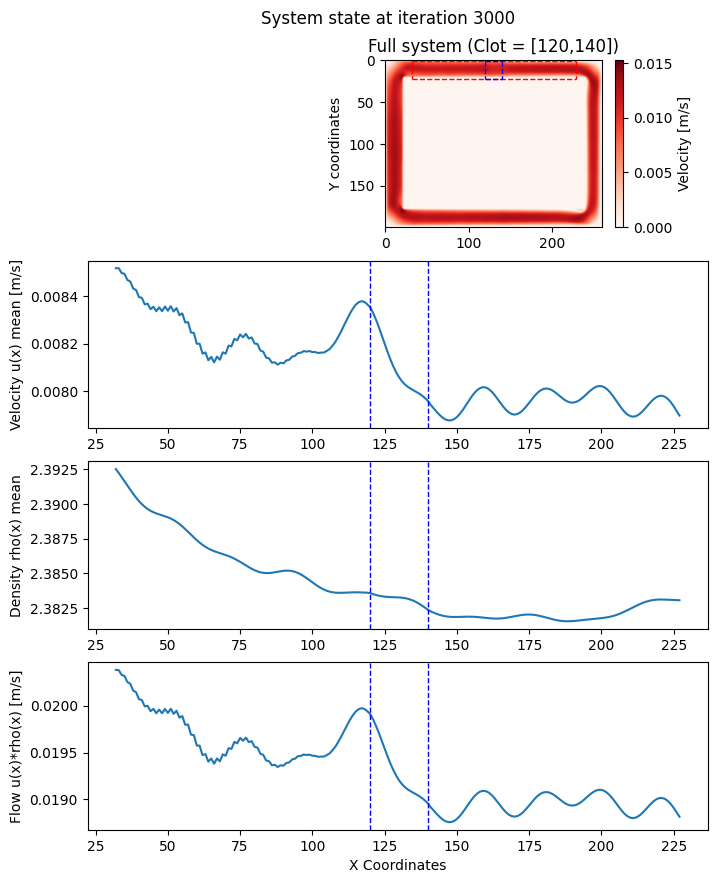 System state at iteration 3000
Full system (Clot = [120,140])
0
50
100
150
Y coordinates
0 100 200
0.015
0.010
0.005
0.000
Velocity [m/s]
0.0084
0.0082
0.0080
Velocity u(x) mean [m/s]
25 50 75 100 125 150 175 200 225
2.3925
2.3900
2.3875
2.3850
2.3825
Density rho(x) mean
25 50 75 100 125 150 175 200 225
0.0200
0.0195
0.0190
Flow u(x)*rho(x) [m/s]
25 50 75 100 125 150 175 200 225
X Coordinates